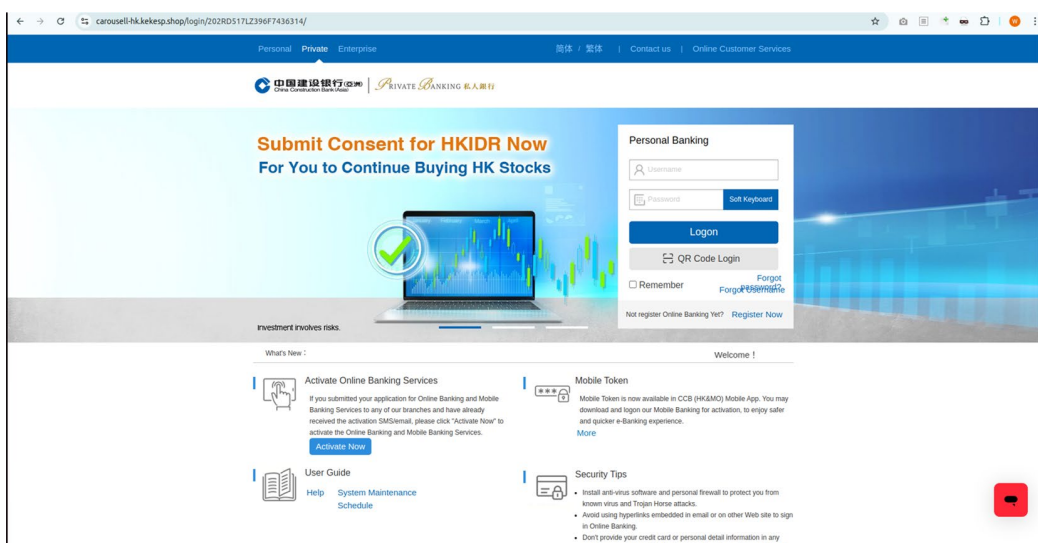 carousell-hk.kekesp.shop/login/202RDS17LZ396F7436314/
Personal Private Enterprise 简体 / 繁体 | Contact us | Online Customer Services
中国建设银行(亚洲) PRIVATE BANKING 私人銀行
China Construction Bank (Asia)
Submit Consent for HKIDR Now
For You to Continue Buying HK Stocks
January February March April
Investment involves risks.
Personal Banking
Username
Password Soft Keyboard
Logon
QR Code Login
Remember
Forgot password?
Forgot Username
Not register Online Banking Yet? Register Now
What's New :
Welcome !
Activate Online Banking Services
If you submitted your application for Online Banking and Mobile
Banking Services to any of our branches and have already
received the activation SMS/email, please click "Activate Now" to
activate the Online Banking and Mobile Banking Services.
Activate Now
Mobile Token
Mobile Token is now available in CCB (HK&MO) Mobile App. You may
download and logon our Mobile Banking for activation, to enjoy safer
and quicker e-Banking experience.
More
User Guide
Help System Maintenance
Schedule
Security Tips
Install anti-virus software and personal firewall to protect you from
known virus and Trojan Horse attacks.
Avoid using hyperlinks embedded in email or on other Web site to sign
in Online Banking.
Don't provide your credit card or personal detail information in any